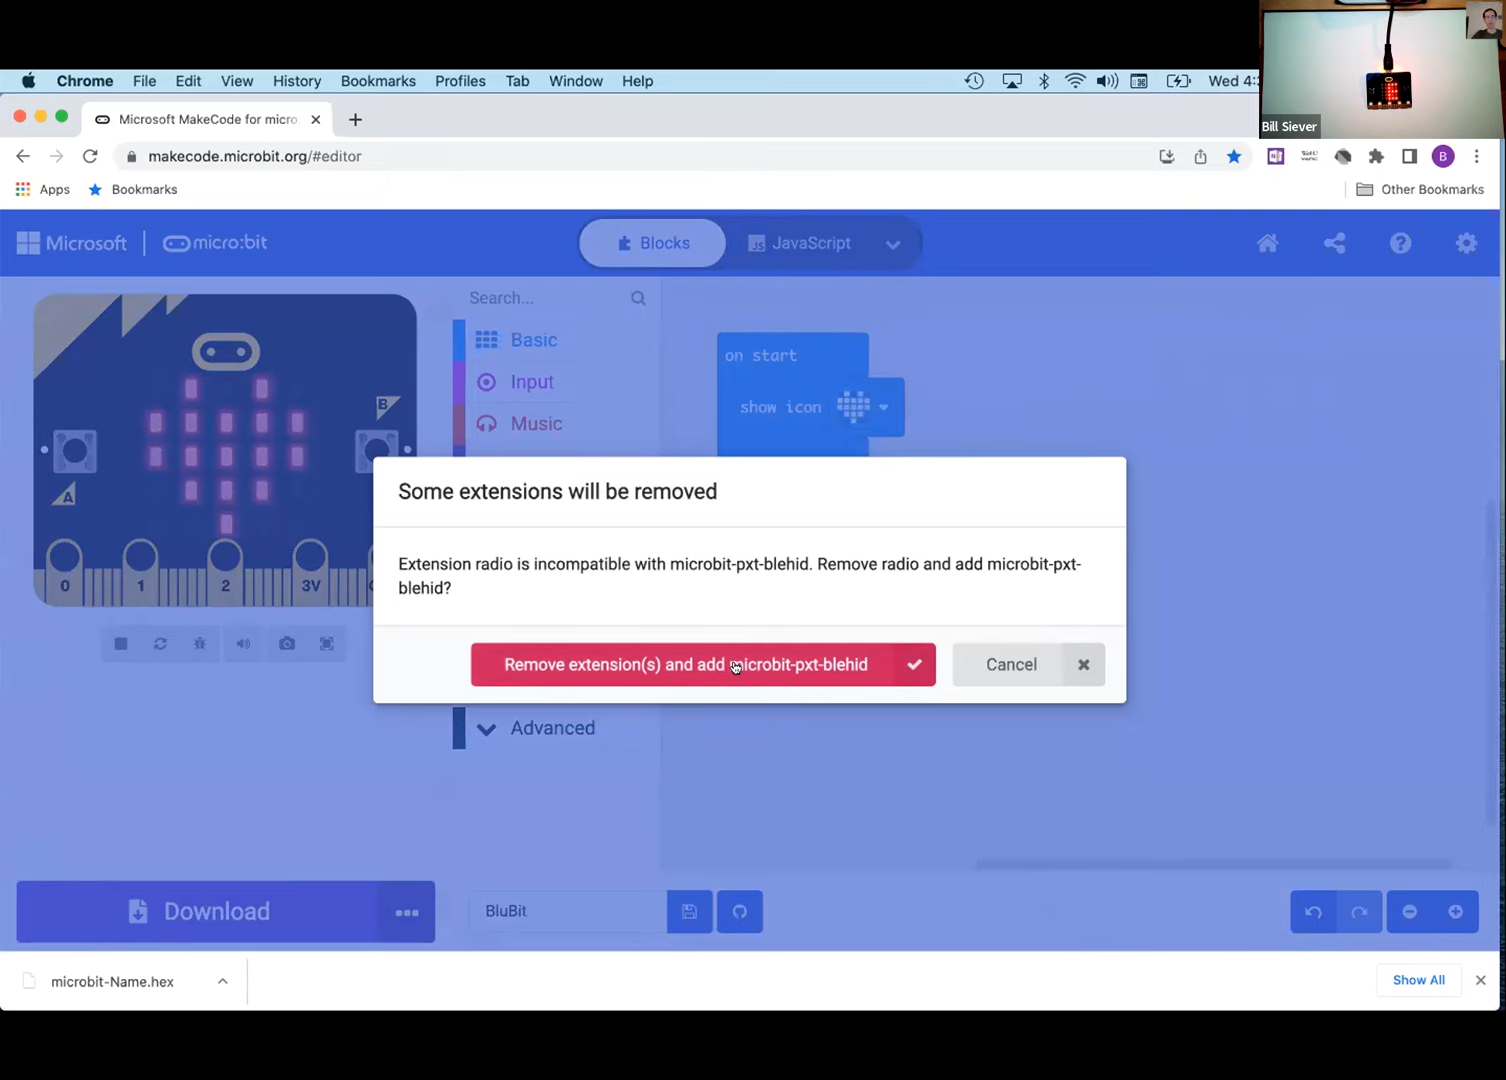 Chrome File Edit View History Bookmarks Profiles Tab Window Help
Wed 4:
Bill Siever
Microsoft MakeCode for micro
makecode.microbit.org/#editor
B
Apps
Bookmarks
Other Bookmarks
Microsoft
micro:bit
Blocks
JS JavaScript
Search...
Basic
Input
Music
A
B
0 1 2 3V
on start
show icon
Some extensions will be removed
Extension radio is incompatible with microbit-pxt-blehid. Remove radio and add microbit-pxt-
blehid?
Remove extension(s) and add microbit-pxt-blehid
Cancel
Advanced
Download
BluBit
microbit-Name.hex
Show All